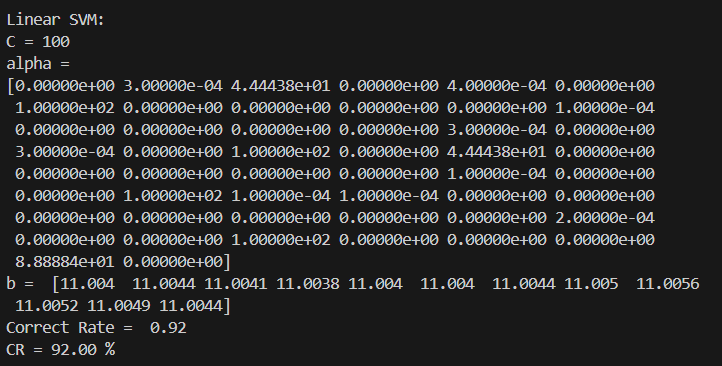 Linear SVM:
C = 100
alpha =
[0.00000e+00 3.00000e-04 4.44438e+01 0.00000e+00 4.00000e-04 0.00000e+00
 1.00000e+02 0.00000e+00 0.00000e+00 0.00000e+00 0.00000e+00 1.00000e-04
 0.00000e+00 0.00000e+00 0.00000e+00 0.00000e+00 3.00000e-04 0.00000e+00
 3.00000e-04 0.00000e+00 1.00000e+02 0.00000e+00 4.44438e+01 0.00000e+00
 0.00000e+00 0.00000e+00 0.00000e+00 0.00000e+00 1.00000e-04 0.00000e+00
 0.00000e+00 1.00000e+02 1.00000e-04 1.00000e-04 0.00000e+00 0.00000e+00
 0.00000e+00 0.00000e+00 0.00000e+00 0.00000e+00 0.00000e+00 2.00000e-04
 0.00000e+00 0.00000e+00 1.00000e+02 0.00000e+00 0.00000e+00 0.00000e+00
 8.88884e+01 0.00000e+00]
b =  [11.004  11.0044 11.0041 11.0038 11.004  11.004  11.0044 11.005  11.0056
 11.0052 11.0049 11.0044]
Correct Rate =  0.92
CR = 92.00 %